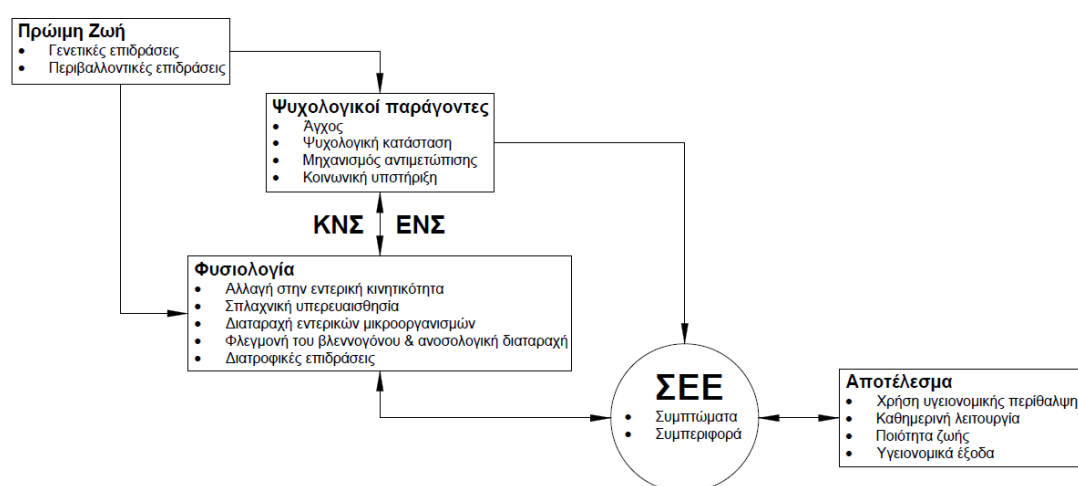 Πρώιμη Ζωή
• Γενετικές επιδράσεις
• Περιβαλλοντικές επιδράσεις
Ψυχολογικοί παράγοντες
• Άγχος
• Ψυχολογική κατάσταση
• Μηχανισμός αντιμετώπισης
• Κοινωνική υπστήριξη
ΚΝΣ ΕΝΣ
Φυσιολογία
• Αλλαγή στην εντερική κινητικότητα
• Σπλαχνική υπερευαισθησία
• Διαταραχή εντερικών μικροοργανισμών
• Φλεγμονή του βλεννογόνου & ανοσολογική διαταραχή
• Διατροφικές επιδράσεις
ΣΕΕ
• Συμπτώματα
• Συμπεριφορά
Αποτέλεσμα
• Χρήση υγειονομικής περίθαλψη
• Καθημερινή λειτουργία
• Ποιότητα ζωής
• Υγειονομικά έξοδα